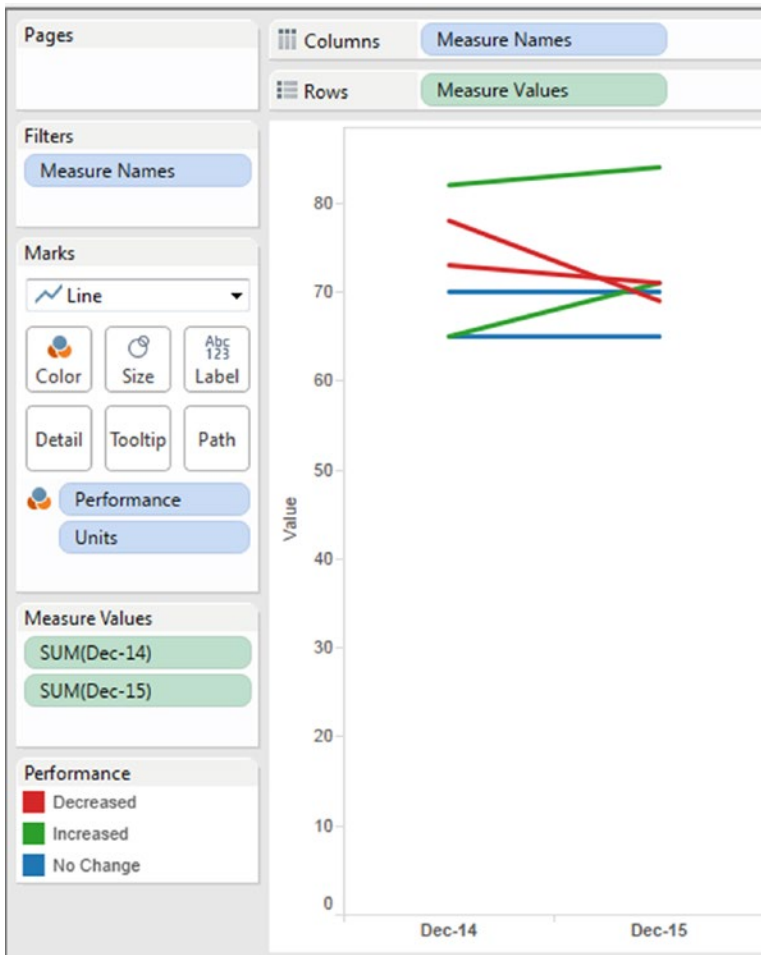 Pages
Columns
Measure Names
Rows
Measure Values
Filters
Measure Names
Marks
Line
Color
Size
Abc
123
Label
Detail
Tooltip
Path
Performance
Units
Measure Values
SUM(Dec-14)
SUM(Dec-15)
Performance
Decreased
Increased
No Change
Value
80
70
60
50
40
30
20
10
0
Dec-14
Dec-15